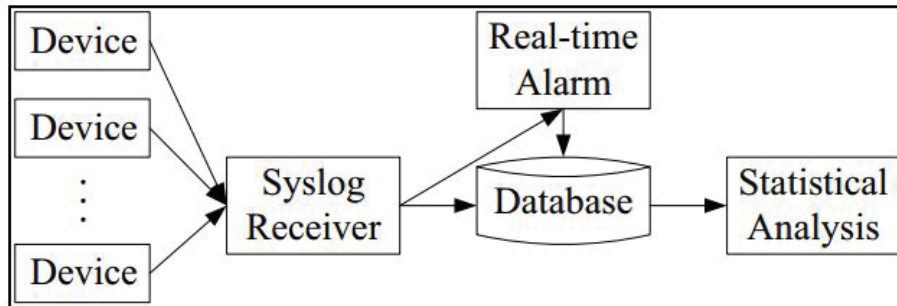 Device
Device
Device
Syslog
Receiver
Real-time
Alarm
Database
Statistical
Analysis